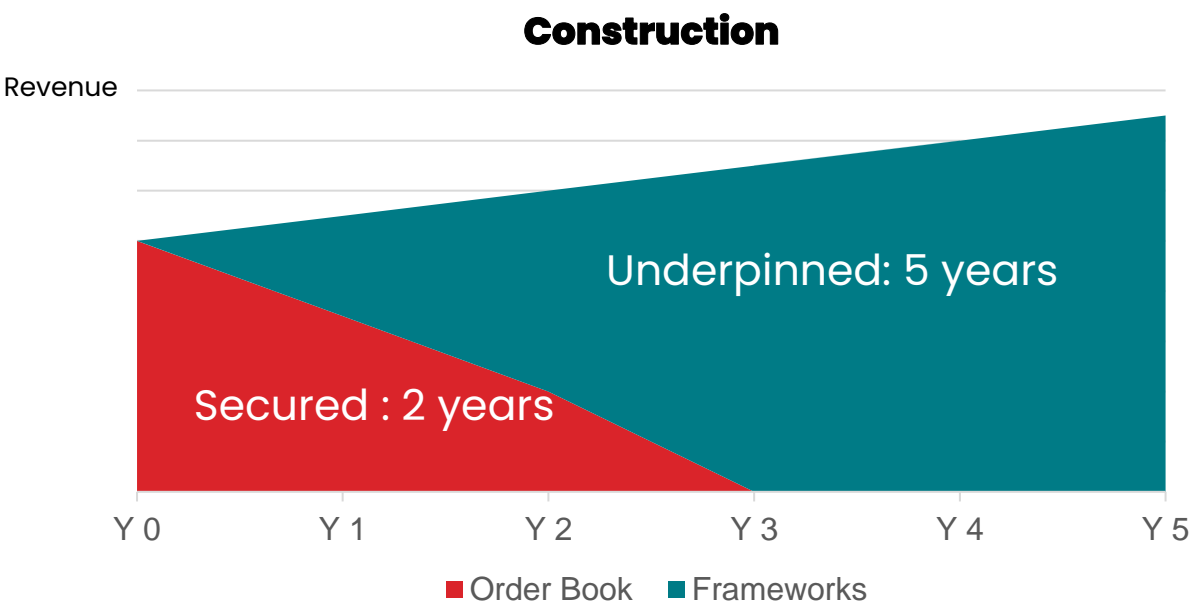 Construction
Revenue
Underpinned: 5 years
Secured : 2 years
Y 0 Y 1 Y 2 Y 3 Y 4 Y 5
Order Book Frameworks